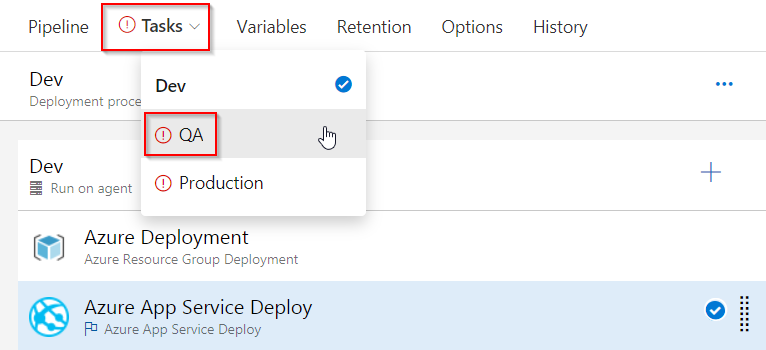 Pipeline Tasks Variables Retention Options History
Dev
Deployment proce
Dev
QA
Production
Dev
Run on agent
Azure Deployment
Azure Resource Group Deployment
Azure App Service Deploy
Azure App Service Deploy